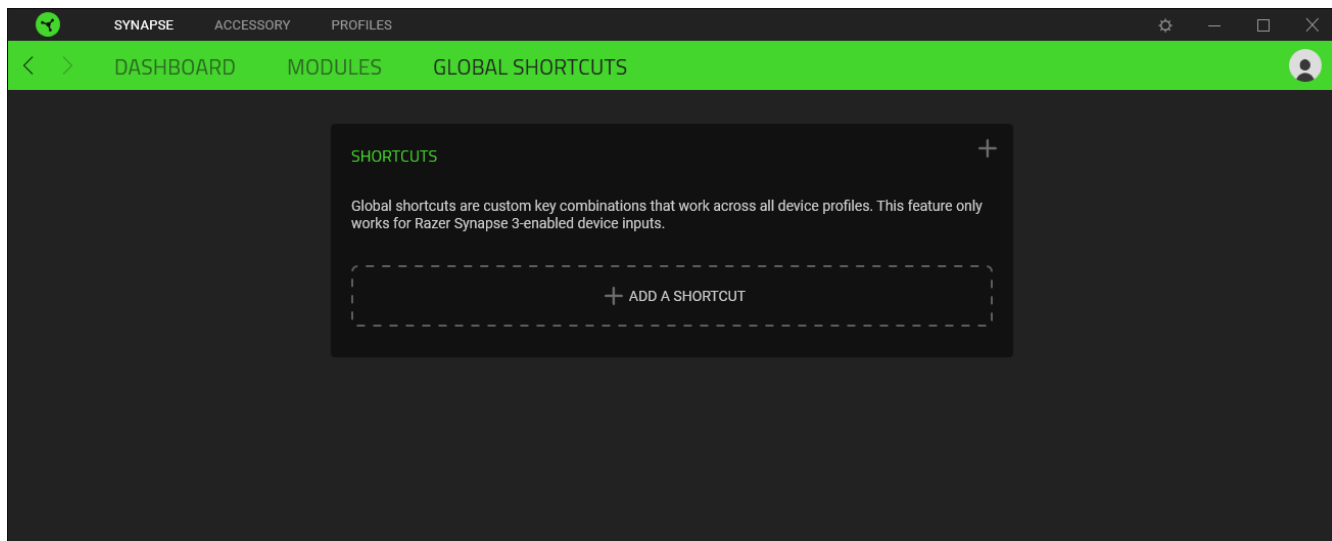 SYNAPSE ACCESSORY PROFILES
DASHBOARD MODULES GLOBAL SHORTCUTS
SHORTCUTS
Global shortcuts are custom key combinations that work across all device profiles. This feature only
works for Razer Synapse 3-enabled device inputs.
ADD A SHORTCUT